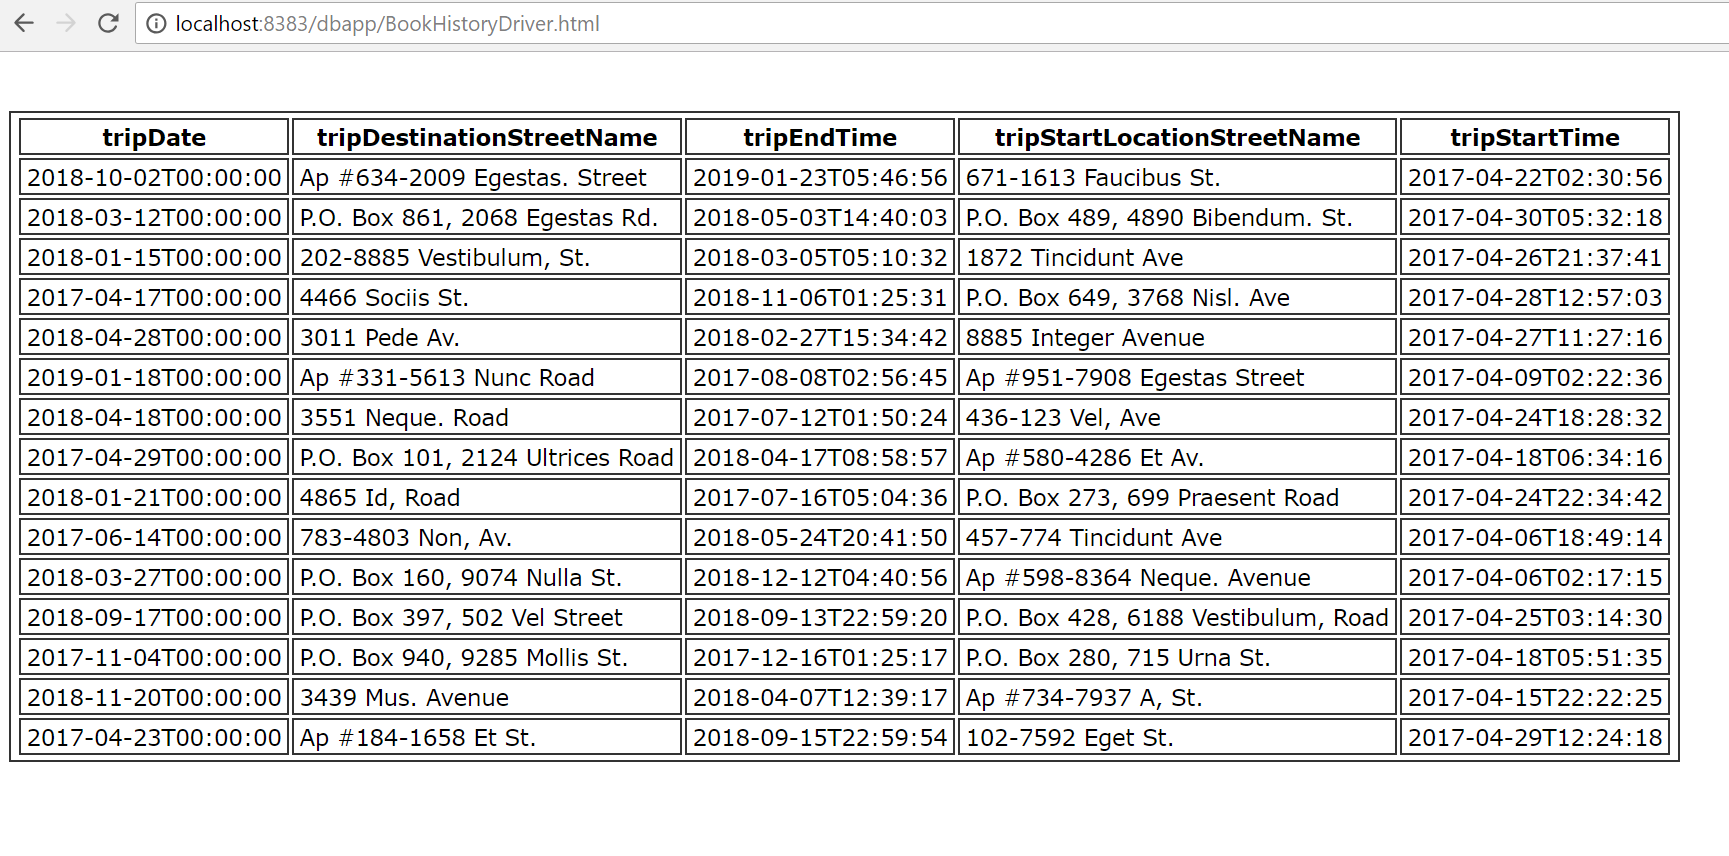 localhost:8383/dbapp/BookHistoryDriver.html
tripDate tripDestinationStreetName tripEndTime tripStartLocationStreetName tripStartTime
2018-10-02T00:00:00 Ap #634-2009 Egestas. Street 2019-01-23T05:46:56 671-1613 Faucibus St. 2017-04-22T02:30:56
2018-03-12T00:00:00 P.O. Box 861, 2068 Egestas Rd. 2018-05-03T14:40:03 P.O. Box 489, 4890 Bibendum. St. 2017-04-30T05:32:18
2018-01-15T00:00:00 202-8885 Vestibulum, St. 2018-03-05T05:10:32 1872 Tincidunt Ave 2017-04-26T21:37:41
2017-04-17T00:00:00 4466 Sociis St. 2018-11-06T01:25:31 P.O. Box 649, 3768 Nisl. Ave 2017-04-28T12:57:03
2018-04-28T00:00:00 3011 Pede Av. 2018-02-27T15:34:42 8885 Integer Avenue 2017-04-27T11:27:16
2019-01-18T00:00:00 Ap #331-5613 Nunc Road 2017-08-08T02:56:45 Ap #951-7908 Egestas Street 2017-04-09T02:22:36
2018-04-18T00:00:00 3551 Neque. Road 2017-07-12T01:50:24 436-123 Vel, Ave 2017-04-24T18:28:32
2017-04-29T00:00:00 P.O. Box 101, 2124 Ultrices Road 2018-04-17T08:58:57 Ap #580-4286 Et Av. 2017-04-18T06:34:16
2018-01-21T00:00:00 4865 Id, Road 2017-07-16T05:04:36 P.O. Box 273, 699 Praesent Road 2017-04-24T22:34:42
2017-06-14T00:00:00 783-4803 Non, Av. 2018-05-24T20:41:50 457-774 Tincidunt Ave 2017-04-06T18:49:14
2018-03-27T00:00:00 P.O. Box 160, 9074 Nulla St. 2018-12-12T04:40:56 Ap #598-8364 Neque. Avenue 2017-04-06T02:17:15
2018-09-17T00:00:00 P.O. Box 397, 502 Vel Street 2018-09-13T22:59:20 P.O. Box 428, 6188 Vestibulum, Road 2017-04-25T03:14:30
2017-11-04T00:00:00 P.O. Box 940, 9285 Mollis St. 2017-12-16T01:25:17 P.O. Box 280, 715 Urna St. 2017-04-18T05:51:35
2018-11-20T00:00:00 3439 Mus. Avenue 2018-04-07T12:39:17 Ap #734-7937 A, St. 2017-04-15T22:22:25
2017-04-23T00:00:00 Ap #184-1658 Et St. 2018-09-15T22:59:54 102-7592 Eget St. 2017-04-29T12:24:18